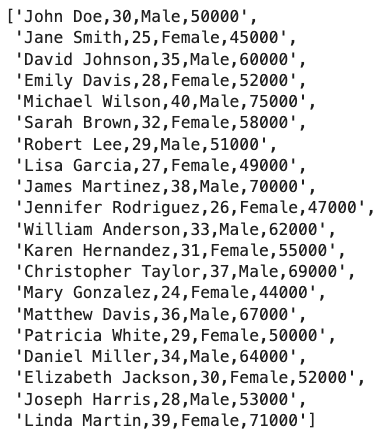 ['John Doe,30,Male,50000',
'Jane Smith,25,Female,45000',
'David Johnson,35,Male,60000',
'Emily Davis,28,Female,52000',
'Michael Wilson,40,Male,75000',
'Sarah Brown,32,Female,58000',
'Robert Lee,29,Male,51000',
'Lisa Garcia,27,Female,49000',
'James Martinez,38,Male,70000',
'Jennifer Rodriguez,26,Female,47000',
'William Anderson,33,Male,62000',
'Karen Hernandez,31,Female,55000',
'Christopher Taylor,37,Male,69000',
'Mary Gonzalez,24,Female,44000',
'Matthew Davis,36,Male,67000',
'Patricia White,29,Female,50000',
'Daniel Miller,34,Male,64000',
'Elizabeth Jackson,30,Female,52000',
'Joseph Harris,28,Male,53000',
'Linda Martin,39,Female,71000']